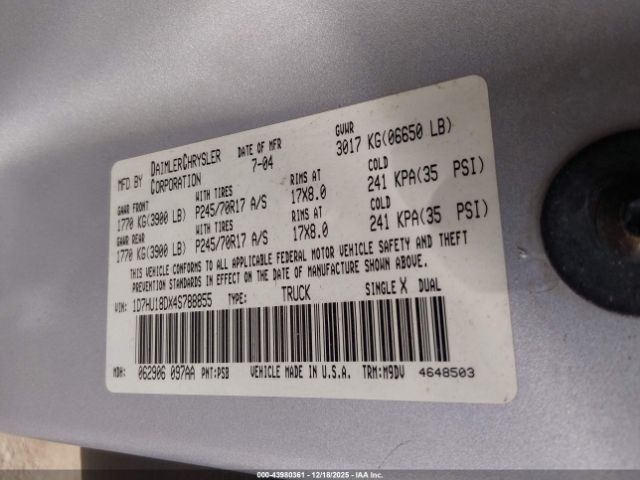 MFD BY DAIMLERCHRYSLER CORPORATION DATE OF MFR 7-04 GVWR 3017 KG(06650 LB)
GAWR FRONT WITH TIRES RIMS AT COLD
1770 KG(3900 LB) P245/70R17 A/S 17X8.0 241 KPA(35 PSI)
GAWR REAR WITH TIRES RIMS AT COLD
1770 KG(3900 LB) P245/70R17 A/S 17X8.0 241 KPA(35 PSI)
THIS VEHICLE CONFORMS TO ALL APPLICABLE FEDERAL MOTOR VEHICLE SAFETY AND THEFT
PREVENTION STANDARDS IN EFFECT ON THE DATE OF MANUFACTURE SHOWN ABOVE.
VIN: 1D7HU18DX4S788855 TYPE: TRUCK SINGLE X DUAL
MDH: 062906 097AA PNT:PSB VEHICLE MADE IN U.S.A. TRM:M9DV 4648503
000-43980361 - 12/18/2025 - IAA Inc.